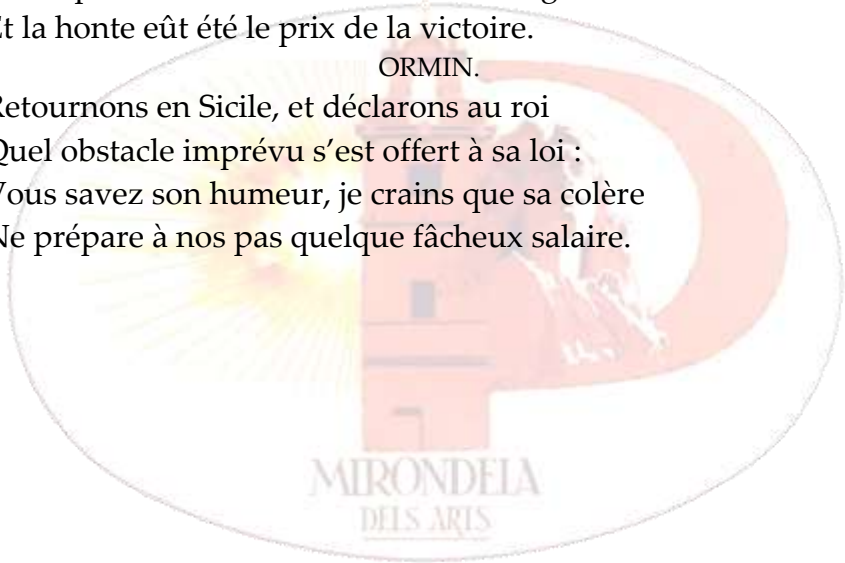 Et la honte eût été le prix de la victoire.
ORMIN.
Retournons en Sicile, et déclarons au roi
Quel obstacle imprévu s’est offert à sa loi :
Vous savez son humeur, je crains que sa colère
Ne prépare à nos pas quelque fâcheux salaire.
MIRONDELA
DELS ARTS